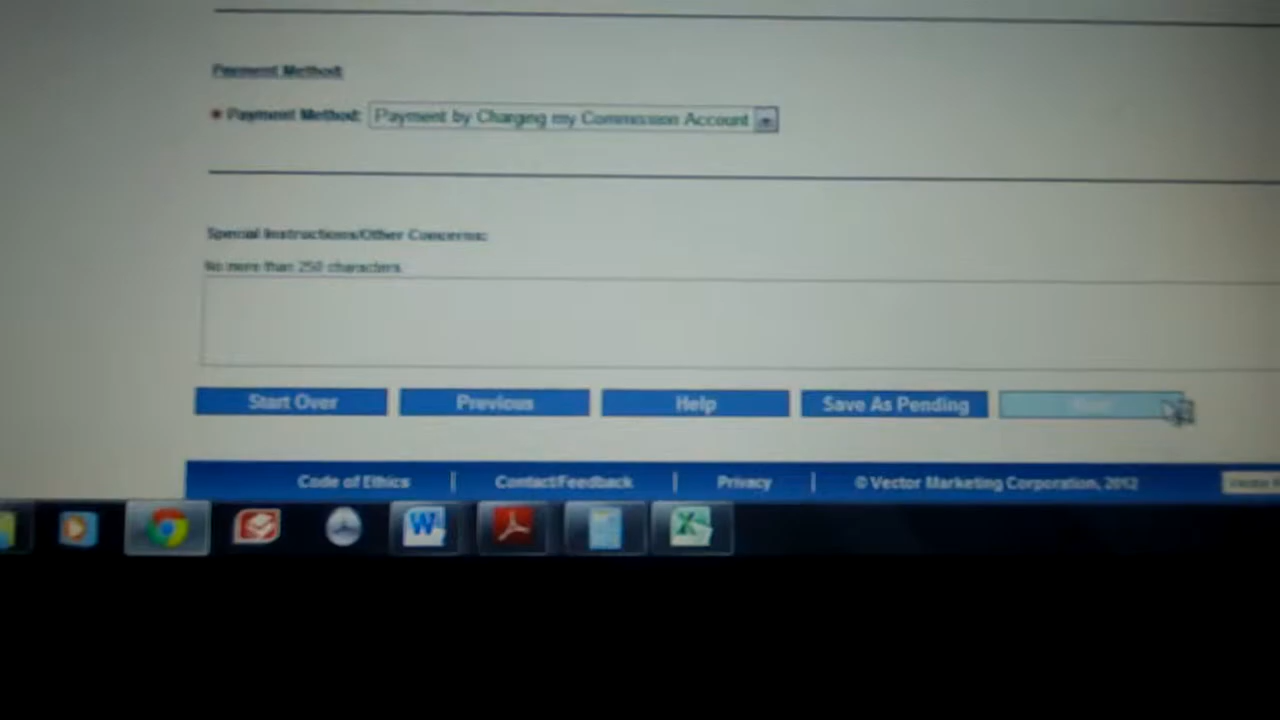 Payment Method:
* Payment Method: Payment by Charging my Commission Account
Special Instructions/Other Concerns:
No more than 250 characters.
Start Over Previous Help Save As Pending
Code of Ethics | Contact/Feedback | Privacy | © Vector Marketing Corporation, 2012